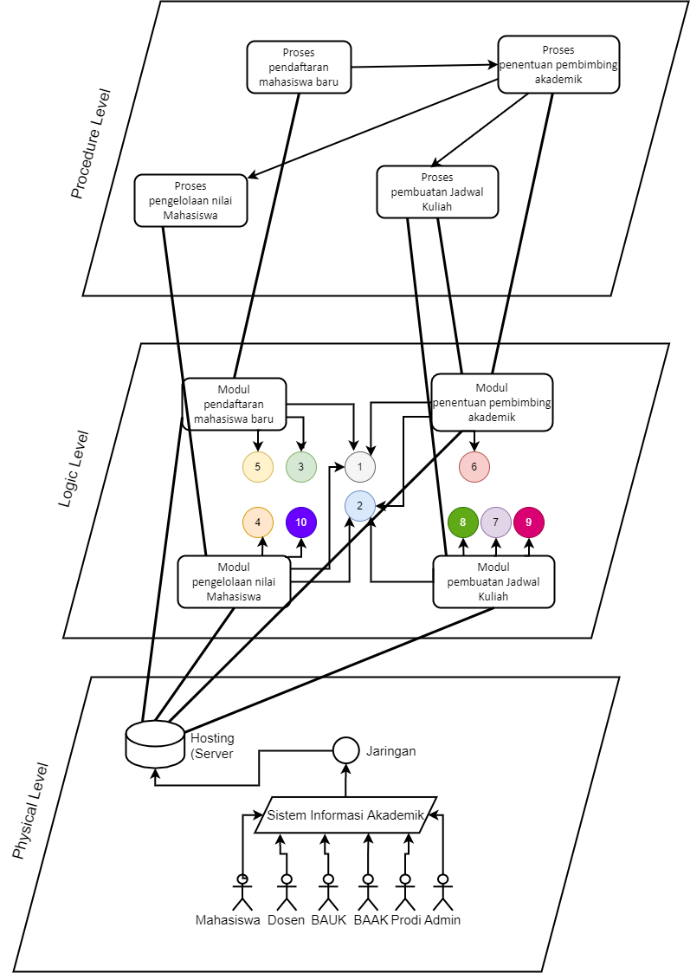 Procedure Level
Proses
pendaftaran
mahasiswa baru
Proses
penentuan pembimbing
akademik
Proses
pengelolaan nilai
Mahasiswa
Proses
pembuatan Jadwal
Kuliah
Logic Level
Modul
pendaftaran
mahasiswa baru
Modul
penentuan pembimbing
akademik
5
3
1
6
2
4
10
8
7
9
Modul
pengelolaan nilai
Mahasiswa
Modul
pembuatan Jadwal
Kuliah
Physical Level
Hosting
(Server
Jaringan
Sistem Informasi Akademik
Mahasiswa
Dosen
BAUK
BAAK
Prodi
Admin